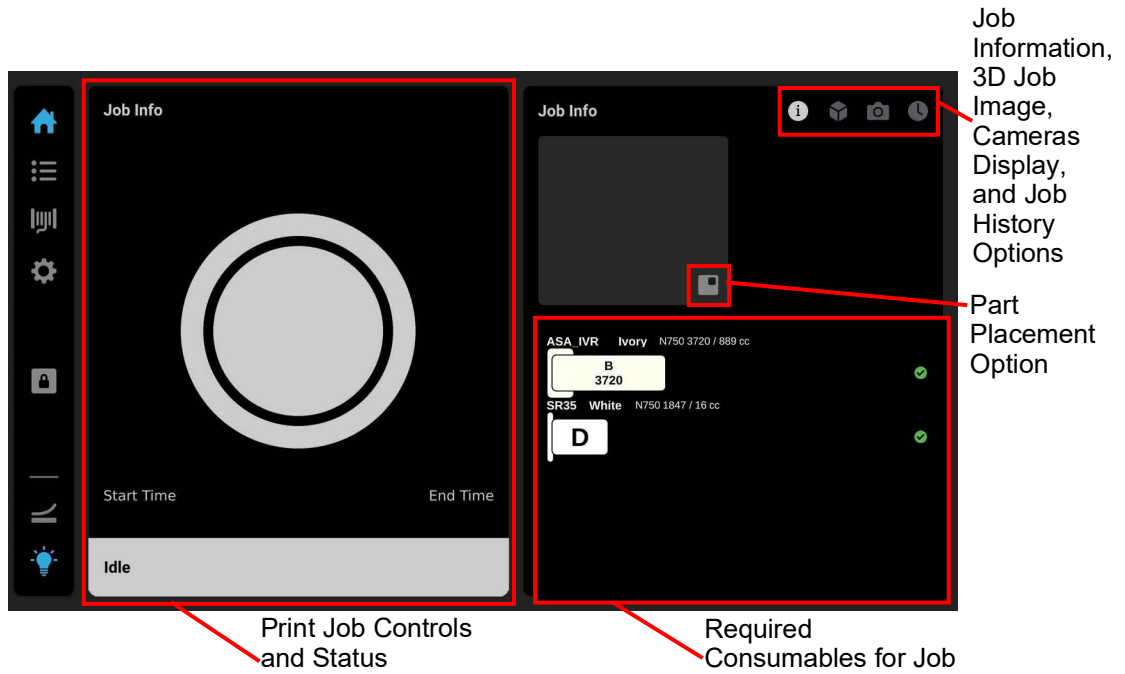 Job
Information,
3D Job
Image,
Cameras
Display,
and Job
History
Options
Part
Placement
Option
Job Info
Start Time End Time
Idle
Job Info
ASA_IVR Ivory N750 3720 / 889 cc
B
3720
SR35 White N750 1847 / 16 cc
D
Print Job Controls
and Status
Required
Consumables for Job